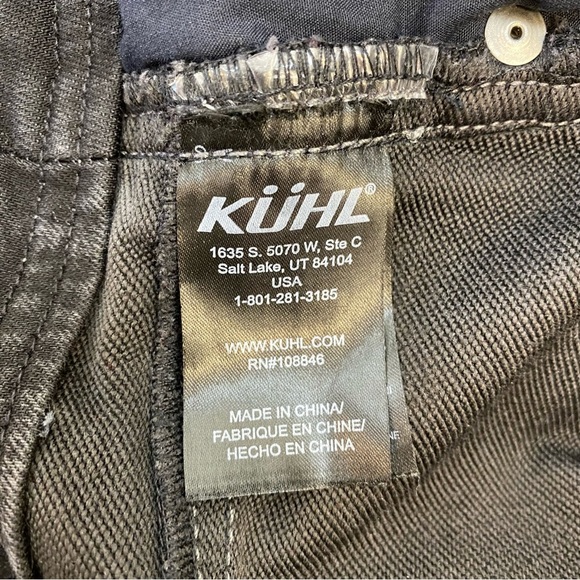 KÜHL®
1635 S. 5070 W, Ste C
Salt Lake, UT 84104
USA
1-801-281-3185
WWW.KUHL.COM
RN#108846
MADE IN CHINA/
FABRIQUE EN CHINE/
HECHO EN CHINA
NE